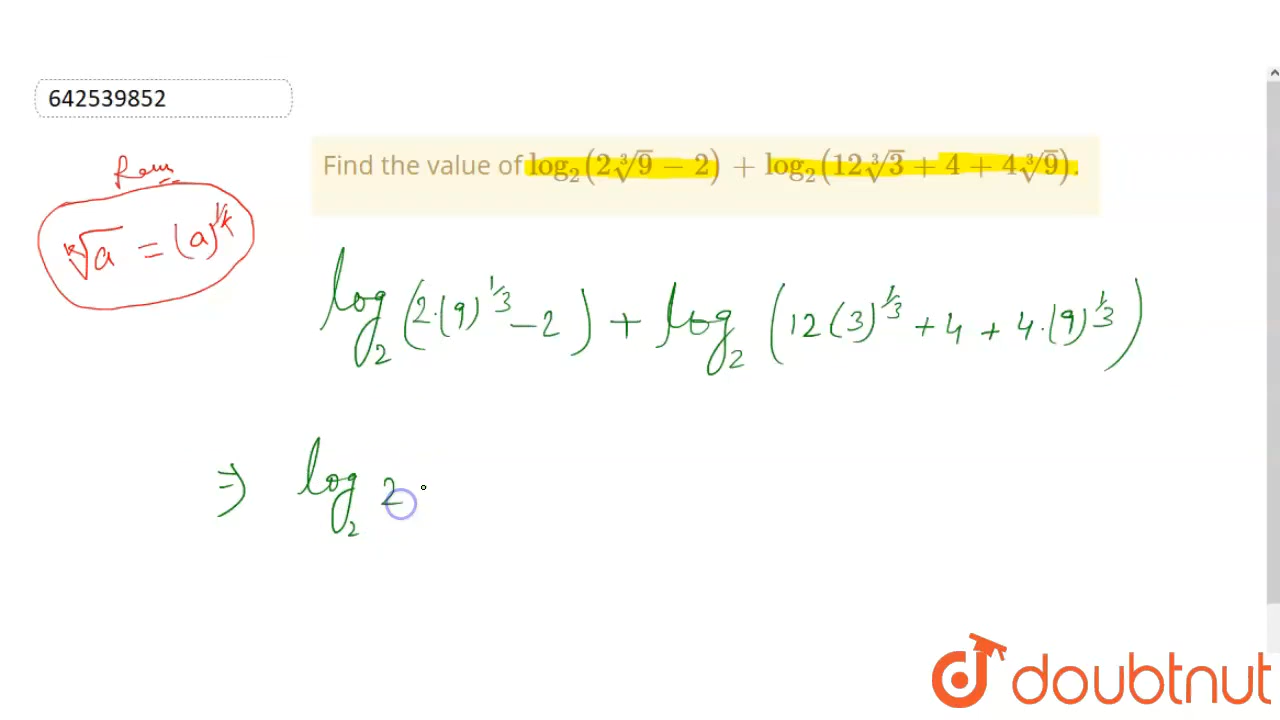 642539852
Find the value of log₂(2∛9 − 2) + log₂(12∛3 + 4 + 4∛9).
Rem
ᵏ√a = (a)^1/k
log₂(2·(9)^1/3 − 2) + log₂(12(3)^1/3 + 4 + 4·(9)^1/3)
⇒ log₂ 2
doubtnut